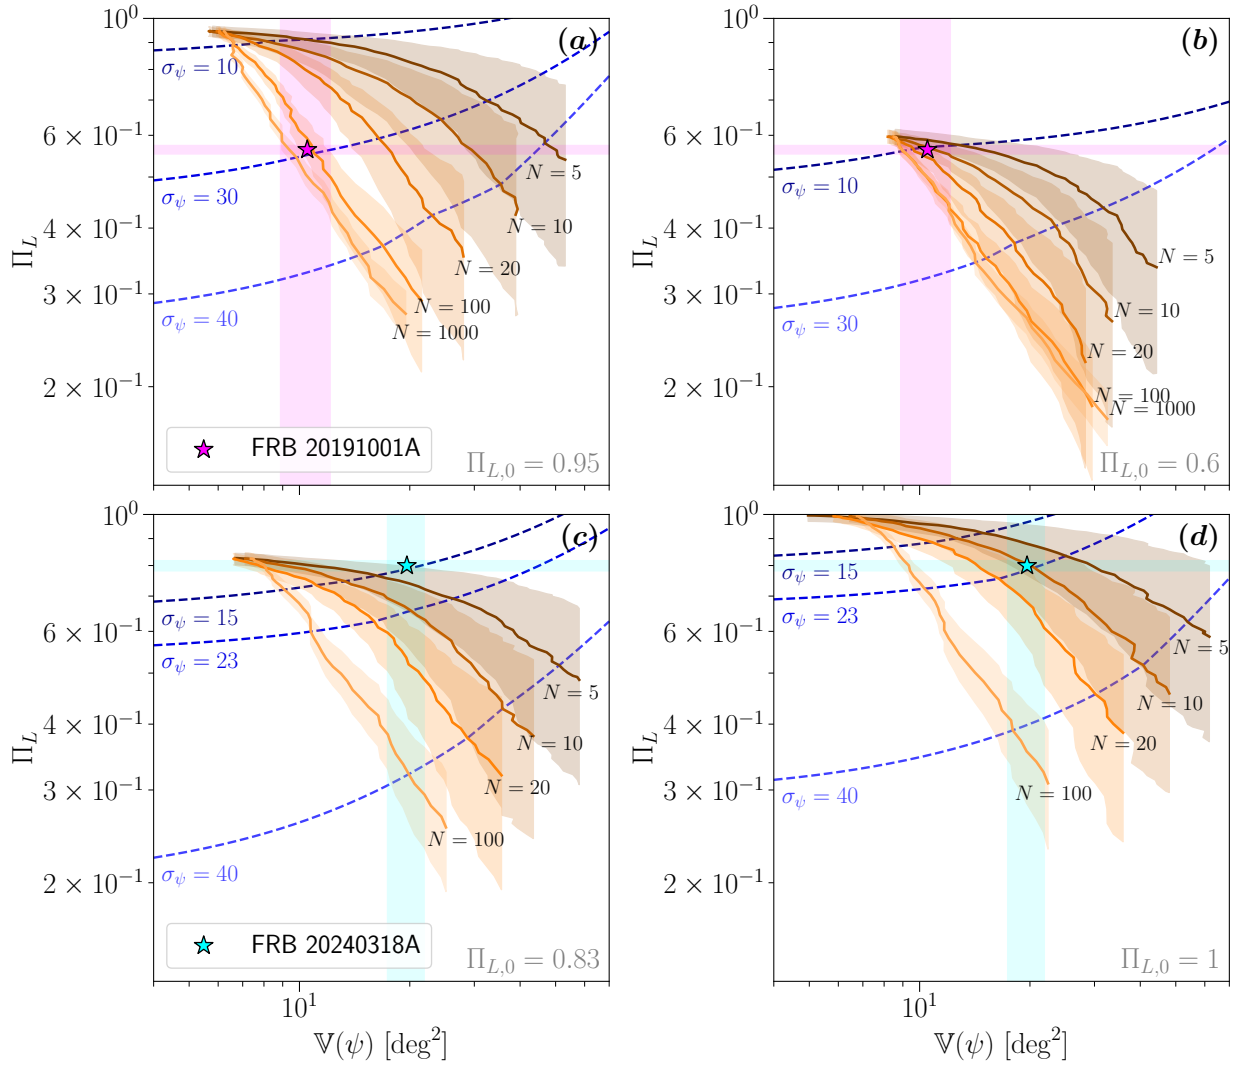 (a)
10^0
6 × 10^{-1}
4 × 10^{-1}
3 × 10^{-1}
2 × 10^{-1}
Π_L
σ_ψ = 10
σ_ψ = 30
σ_ψ = 40
N = 5
N = 10
N = 20
N = 100
N = 1000
FRB 20191001A
Π_{L,0} = 0.95
(b)
10^0
6 × 10^{-1}
4 × 10^{-1}
3 × 10^{-1}
2 × 10^{-1}
Π_L
σ_ψ = 10
σ_ψ = 30
N = 5
N = 10
N = 20
N = 100
N = 1000
Π_{L,0} = 0.6
(c)
10^0
6 × 10^{-1}
4 × 10^{-1}
3 × 10^{-1}
2 × 10^{-1}
Π_L
σ_ψ = 15
σ_ψ = 23
σ_ψ = 40
N = 5
N = 10
N = 20
N = 100
FRB 20240318A
Π_{L,0} = 0.83
10^1
𝕍(ψ) [deg^2]
(d)
10^0
6 × 10^{-1}
4 × 10^{-1}
3 × 10^{-1}
2 × 10^{-1}
Π_L
σ_ψ = 15
σ_ψ = 23
σ_ψ = 40
N = 5
N = 10
N = 20
N = 100
Π_{L,0} = 1
10^1
𝕍(ψ) [deg^2]